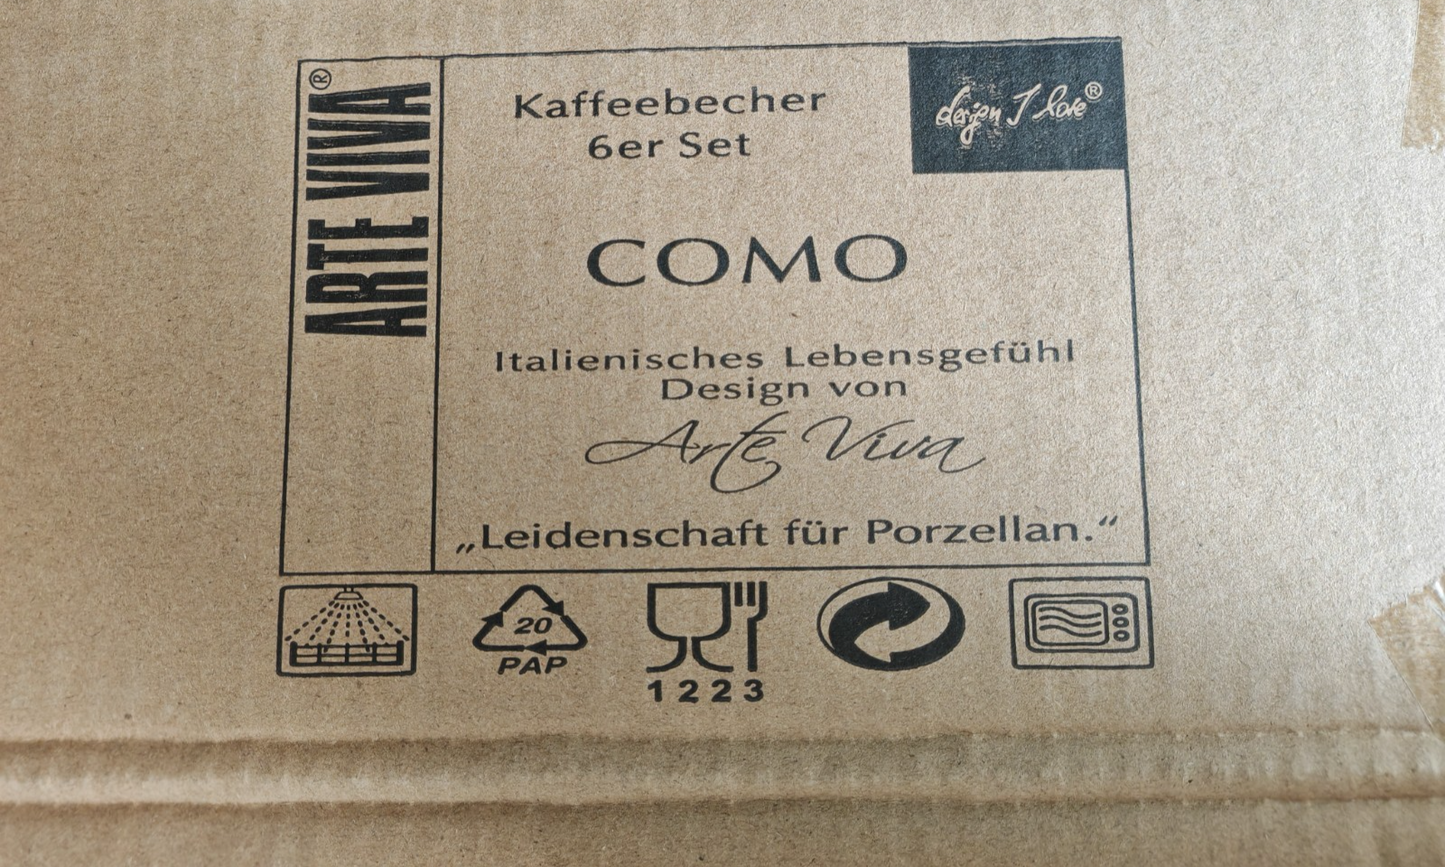 ARTE VIVA®
Kaffeebecher
6er Set
design I love®
COMO
Italienisches Lebensgefühl
Design von
Arte Viva
„Leidenschaft für Porzellan.“
20
PAP
1223